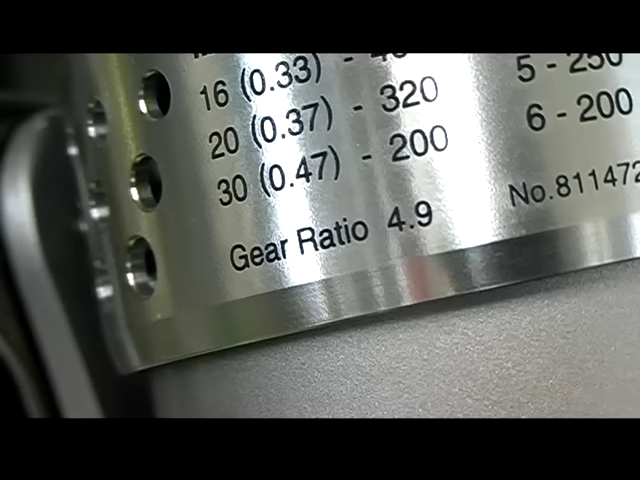 16 (0.33) -
20 (0.37) - 320
30 (0.47) - 200
Gear Ratio 4.9
5 - 250
6 - 200
No.811472